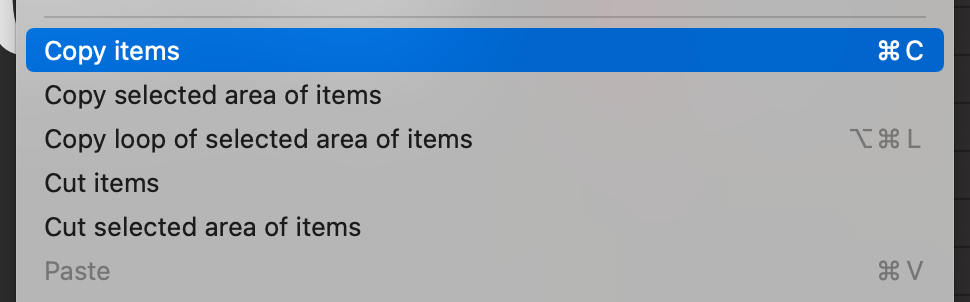 Copy items ⌘C
Copy selected area of items
Copy loop of selected area of items ⌥⌘L
Cut items
Cut selected area of items
Paste ⌘V